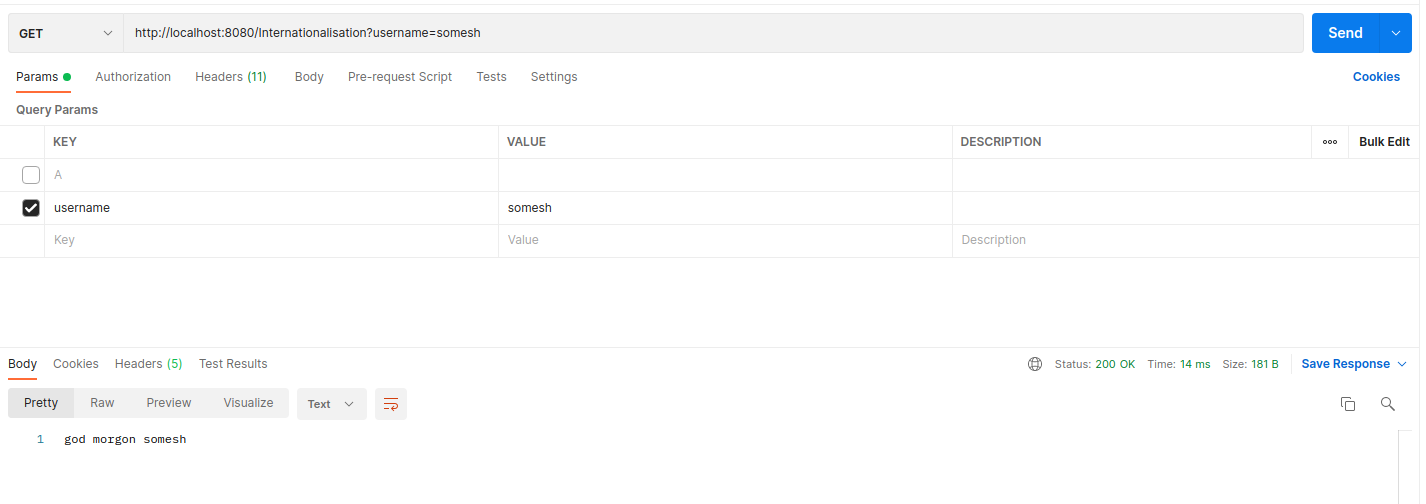 GET http://localhost:8080/Internationalisation?username=somesh Send
Params Authorization Headers (11) Body Pre-request Script Tests Settings Cookies
Query Params
KEY VALUE DESCRIPTION Bulk Edit
A
username somesh
Key Value Description
Body Cookies Headers (5) Test Results Status: 200 OK Time: 14 ms Size: 181 B Save Response
Pretty Raw Preview Visualize Text
1 god morgon somesh